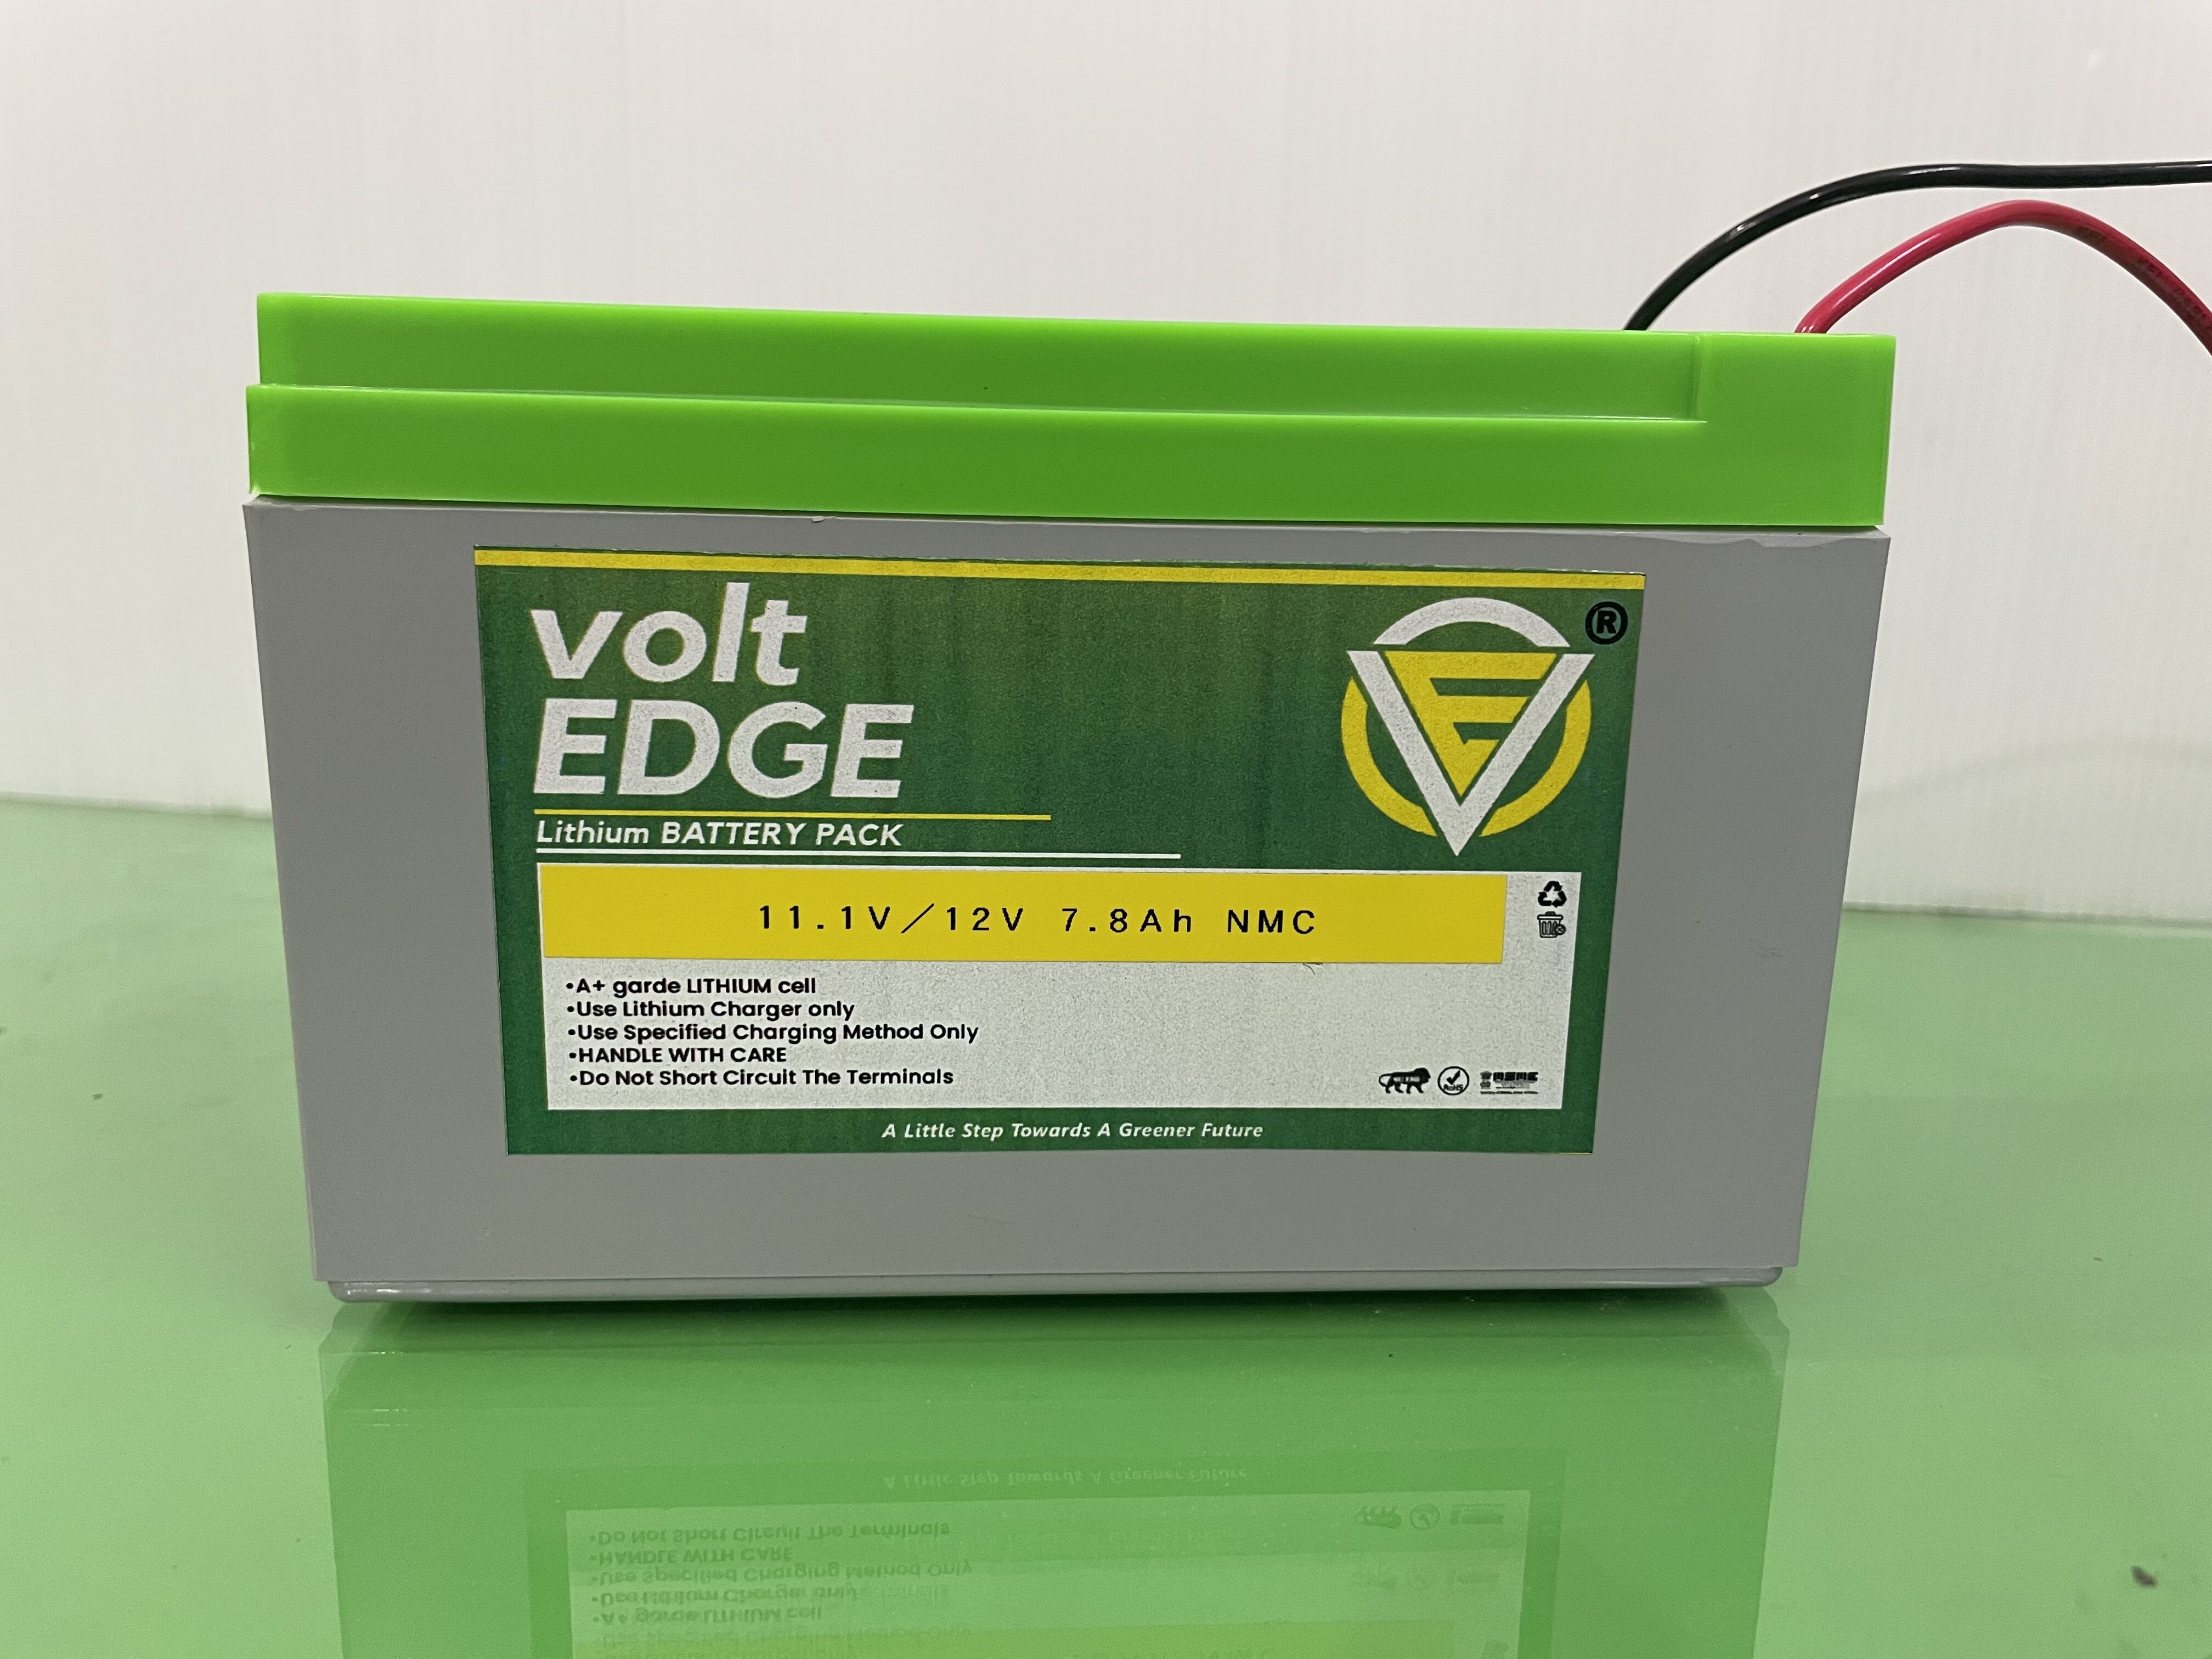 volt
EDGE
®
Lithium BATTERY PACK
11.1V/12V 7.8Ah NMC
•A+ garde LITHIUM cell
•Use Lithium Charger only
•Use Specified Charging Method Only
•HANDLE WITH CARE
•Do Not Short Circuit The Terminals
RoHS
A Little Step Towards A Greener Future